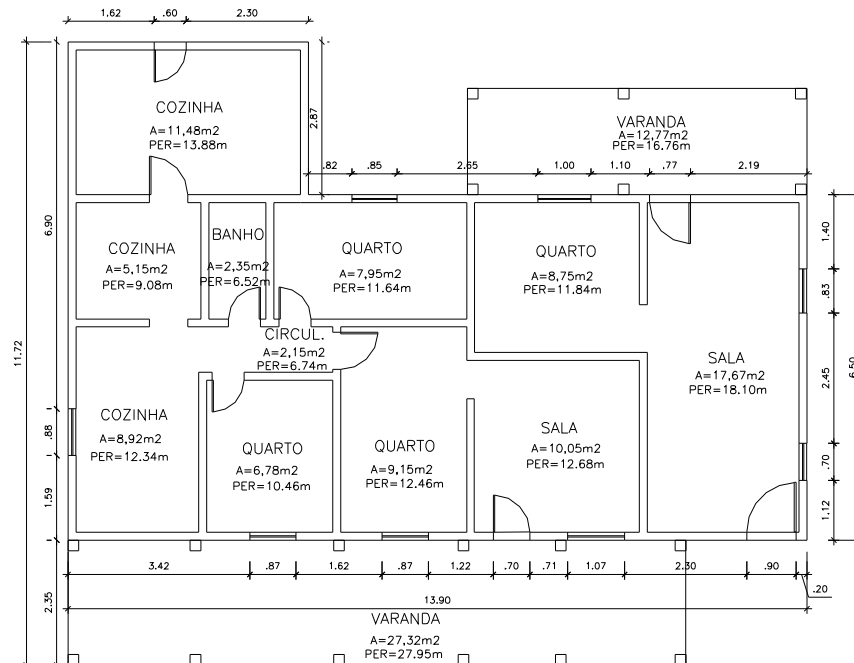 1.62
.60
2.30
COZINHA
A=11,48m2
PER=13.88m
2.87
VARANDA
A=12,77m2
PER=16.76m
.82
.85
2.65
1.00
1.10
.77
2.19
6.90
11.72
COZINHA
A=5,15m2
PER=9.08m
BANHO
A=2,35m2
PER=6.52m
QUARTO
A=7,95m2
PER=11.64m
QUARTO
A=8,75m2
PER=11.84m
1.40
.83
2.45
6.50
.70
1.12
CIRCUL.
A=2,15m2
PER=6.74m
SALA
A=17,67m2
PER=18.10m
COZINHA
A=8,92m2
PER=12.34m
QUARTO
A=6,78m2
PER=10.46m
QUARTO
A=9,15m2
PER=12.46m
SALA
A=10,05m2
PER=12.68m
.88
1.59
2.35
3.42
.87
1.62
.87
1.22
.70
.71
1.07
2.30
.90
.20
13.90
VARANDA
A=27,32m2
PER=27.95m